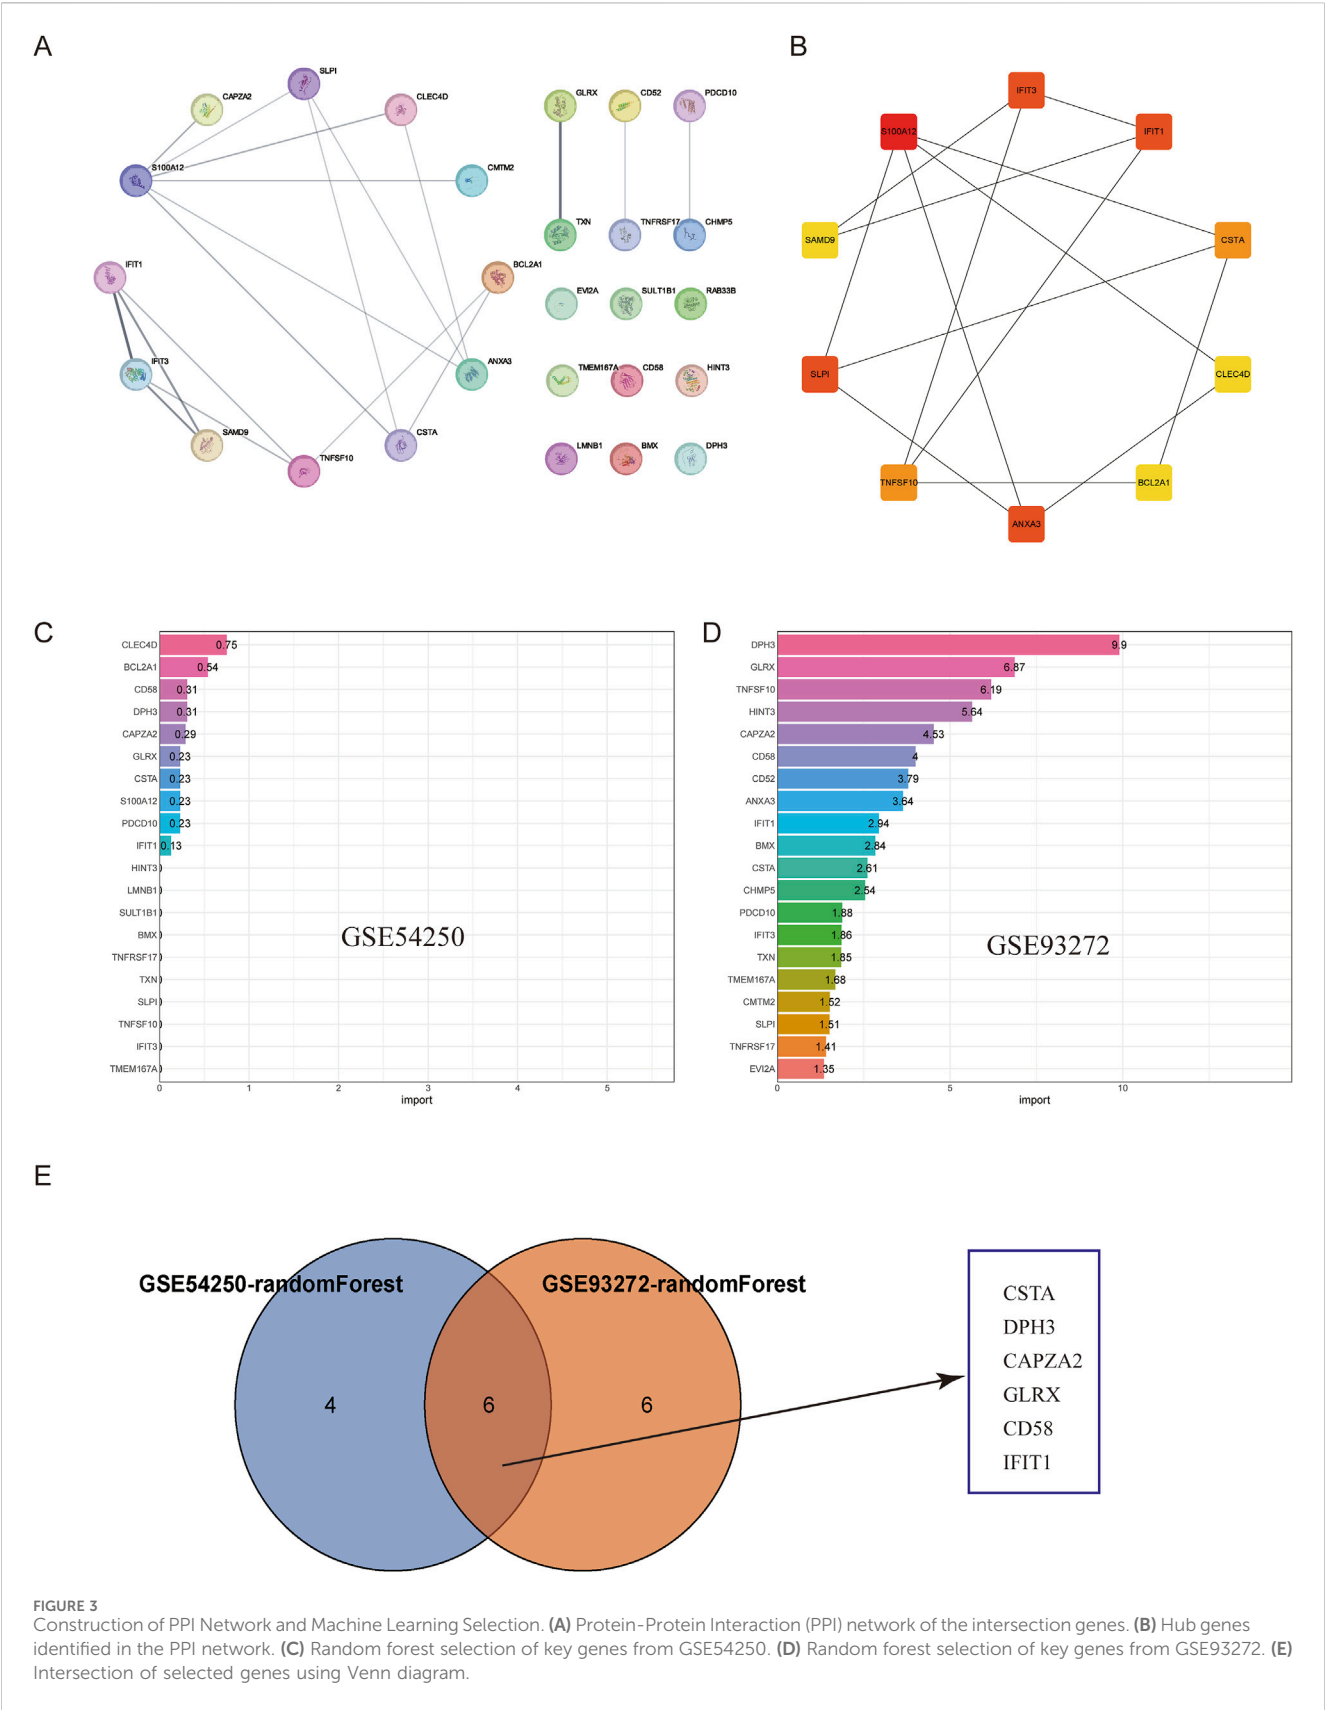 A
SLPI
CAPZA2
CLEC4D
S100A12
CMTM2
IFIT1
BCL2A1
IFIT3
ANXA3
SAMD9
CSTA
TNFSF10
GLRX
CD52
PDCD10
TXN
TNFRSF17
CHMP5
EVI2A
SULT1B1
RAB33B
TMEM167A
CD58
HINT3
LMNB1
BMX
DPH3
B
IFIT3
S100A12
IFIT1
SAMD9
CSTA
SLPI
CLEC4D
TNFSF10
BCL2A1
ANXA3
C
CLEC4D 0.75
BCL2A1 0.54
CD58 0.31
DPH3 0.31
CAPZA2 0.29
GLRX 0.23
CSTA 0.23
S100A12 0.23
PDCD10 0.23
IFIT1 0.13
HINT3 0
LMNB1 0
SULT1B1 0
BMX 0
TNFRSF17 0
TXN 0
SLPI 0
TNFSF10 0
IFIT3 0
TMEM167A 0
GSE54250
0 1 2 3 4 5
import
D
DPH3 9.9
GLRX 6.87
TNFSF10 6.19
HINT3 5.64
CAPZA2 4.53
CD58 4
CD52 3.79
ANXA3 3.64
IFIT1 2.94
BMX 2.84
CSTA 2.61
CHMP5 2.54
PDCD10 1.88
IFIT3 1.86
TXN 1.85
TMEM167A 1.68
CMTM2 1.52
SLPI 1.51
TNFRSF17 1.41
EVI2A 1.35
GSE93272
0 5 10
import
E
GSE54250-randomForest
GSE93272-randomForest
4 6 6
CSTA
DPH3
CAPZA2
GLRX
CD58
IFIT1
FIGURE 3
Construction of PPI Network and Machine Learning Selection. (A) Protein-Protein Interaction (PPI) network of the intersection genes. (B) Hub genes
identified in the PPI network. (C) Random forest selection of key genes from GSE54250. (D) Random forest selection of key genes from GSE93272. (E)
Intersection of selected genes using Venn diagram.